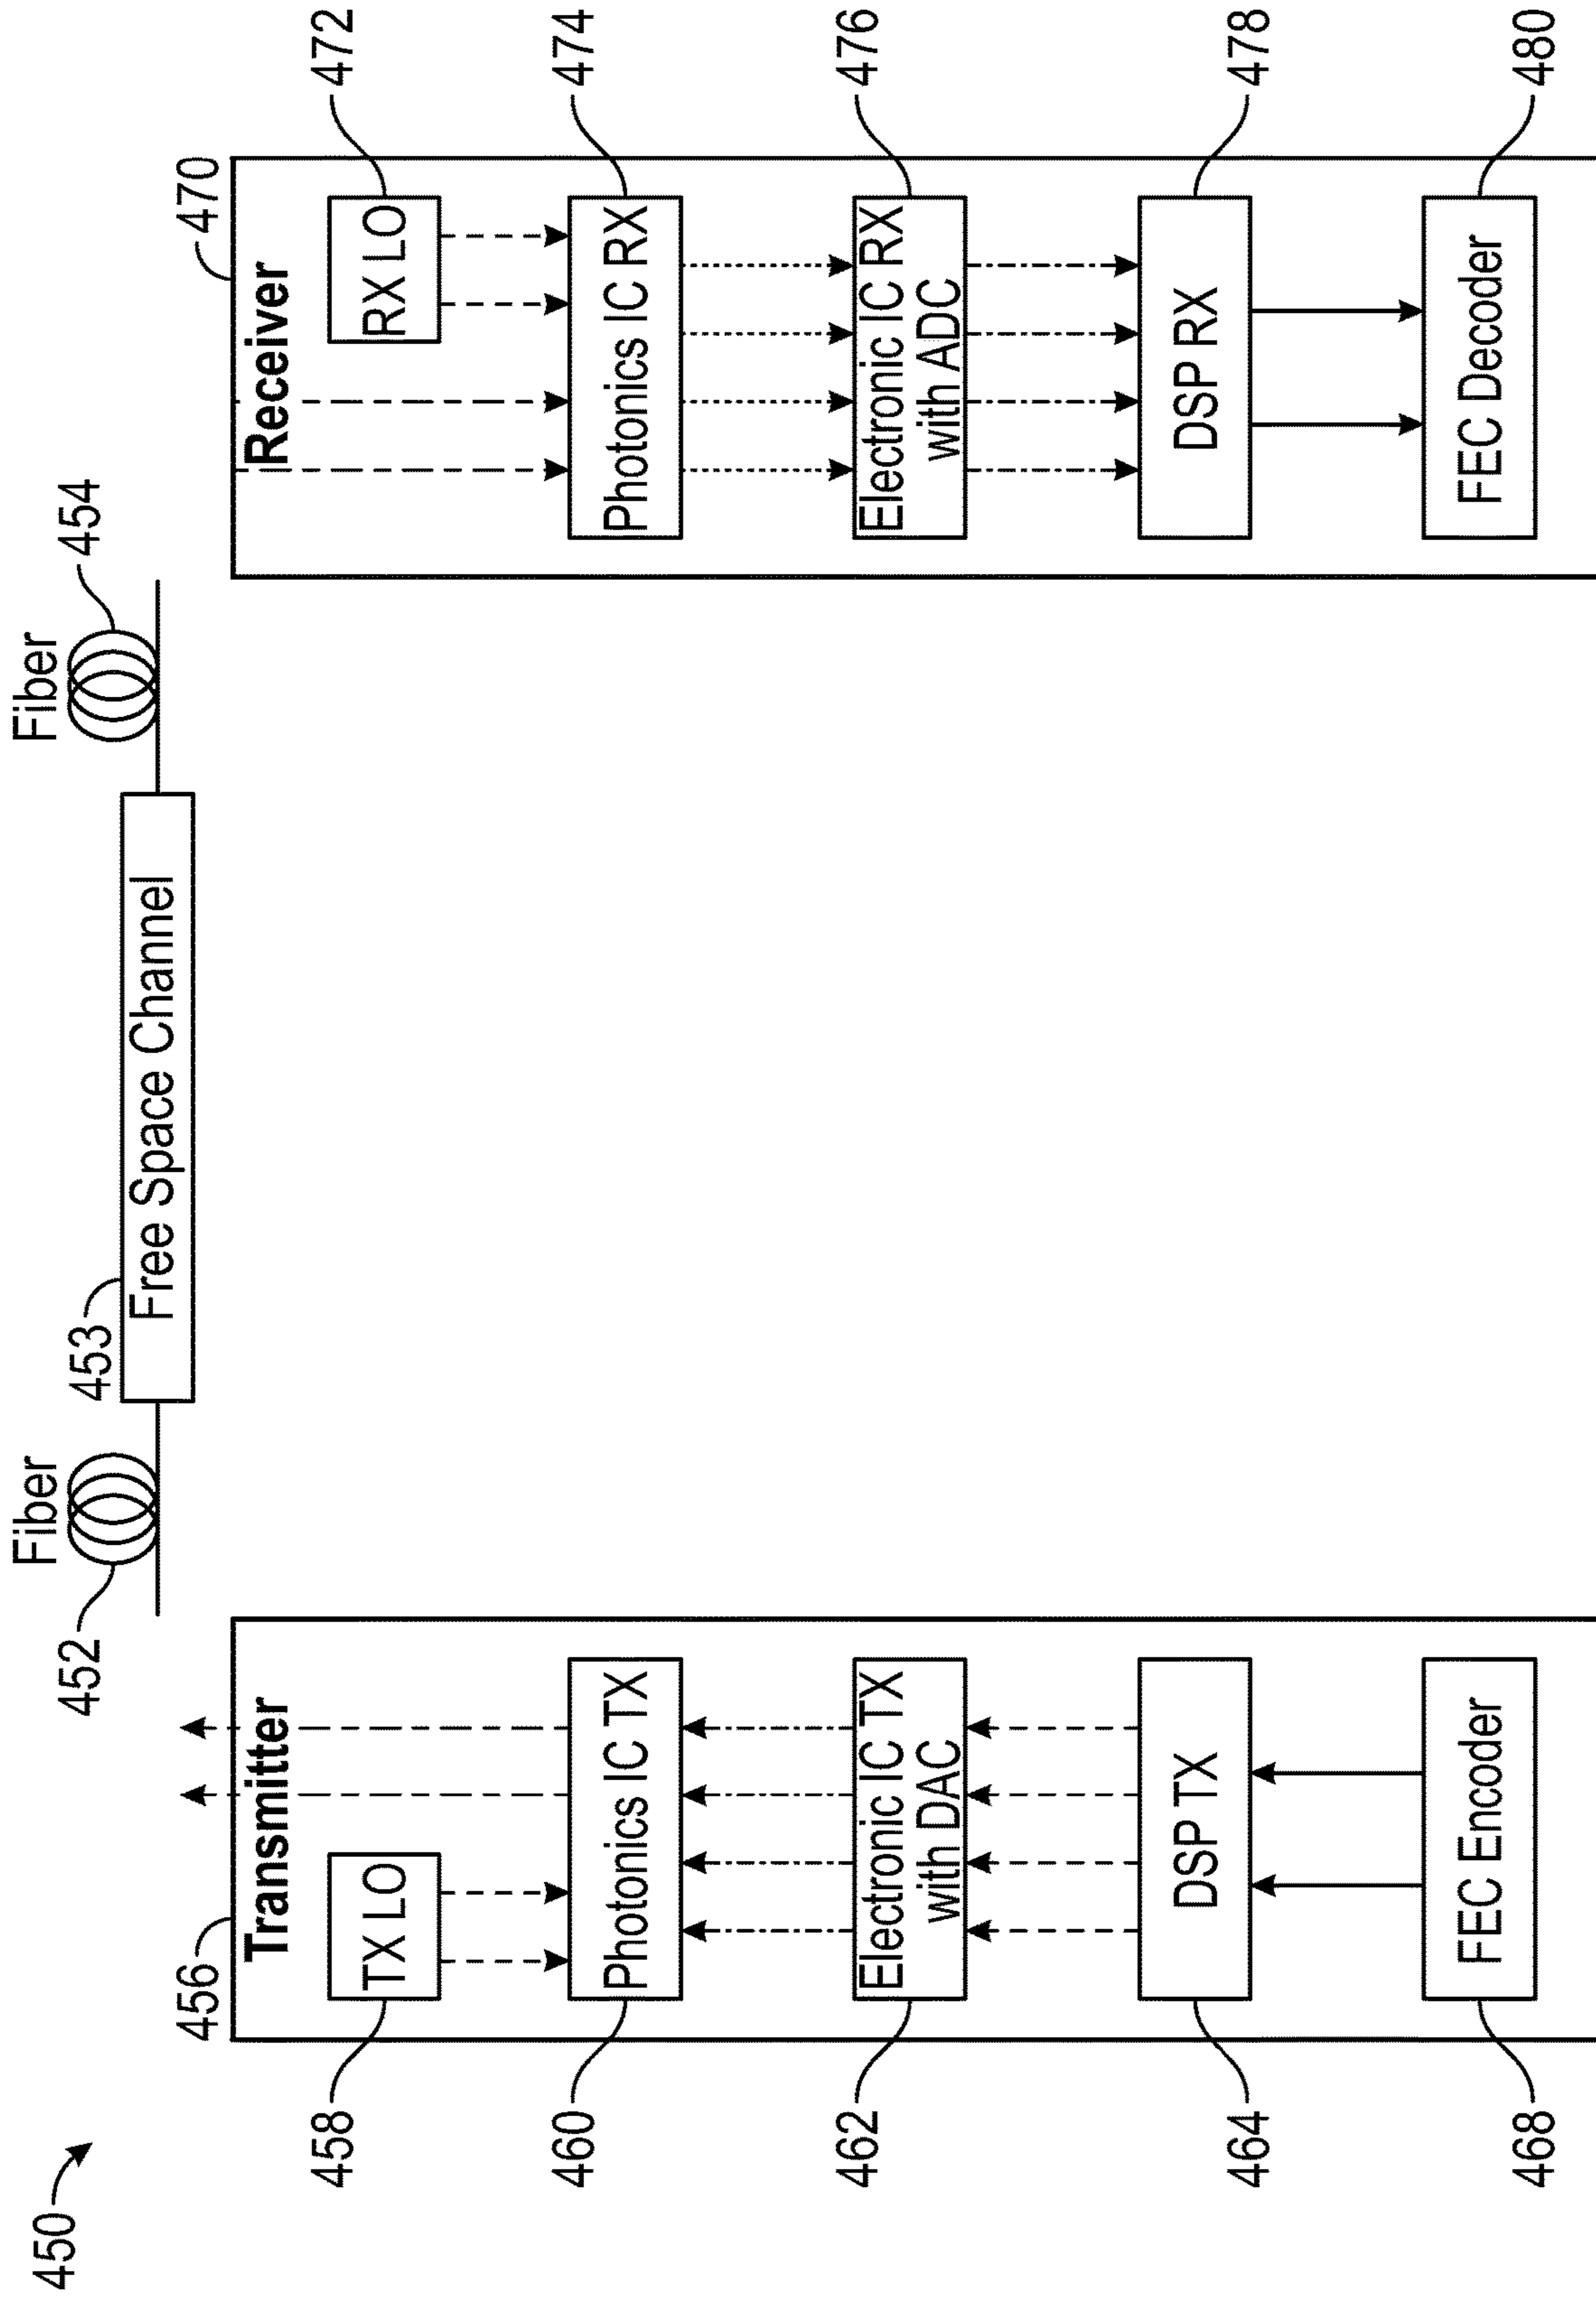 450
Fiber
452
453
Free Space Channel
Fiber
454
456
Transmitter
458
TX LO
460
Photonics IC TX
462
Electronic IC TX
with DAC
464
DSP TX
468
FEC Encoder
470
Receiver
RX LO
472
Photonics IC RX
474
Electronic IC RX
with ADC
476
DSP RX
478
FEC Decoder
480